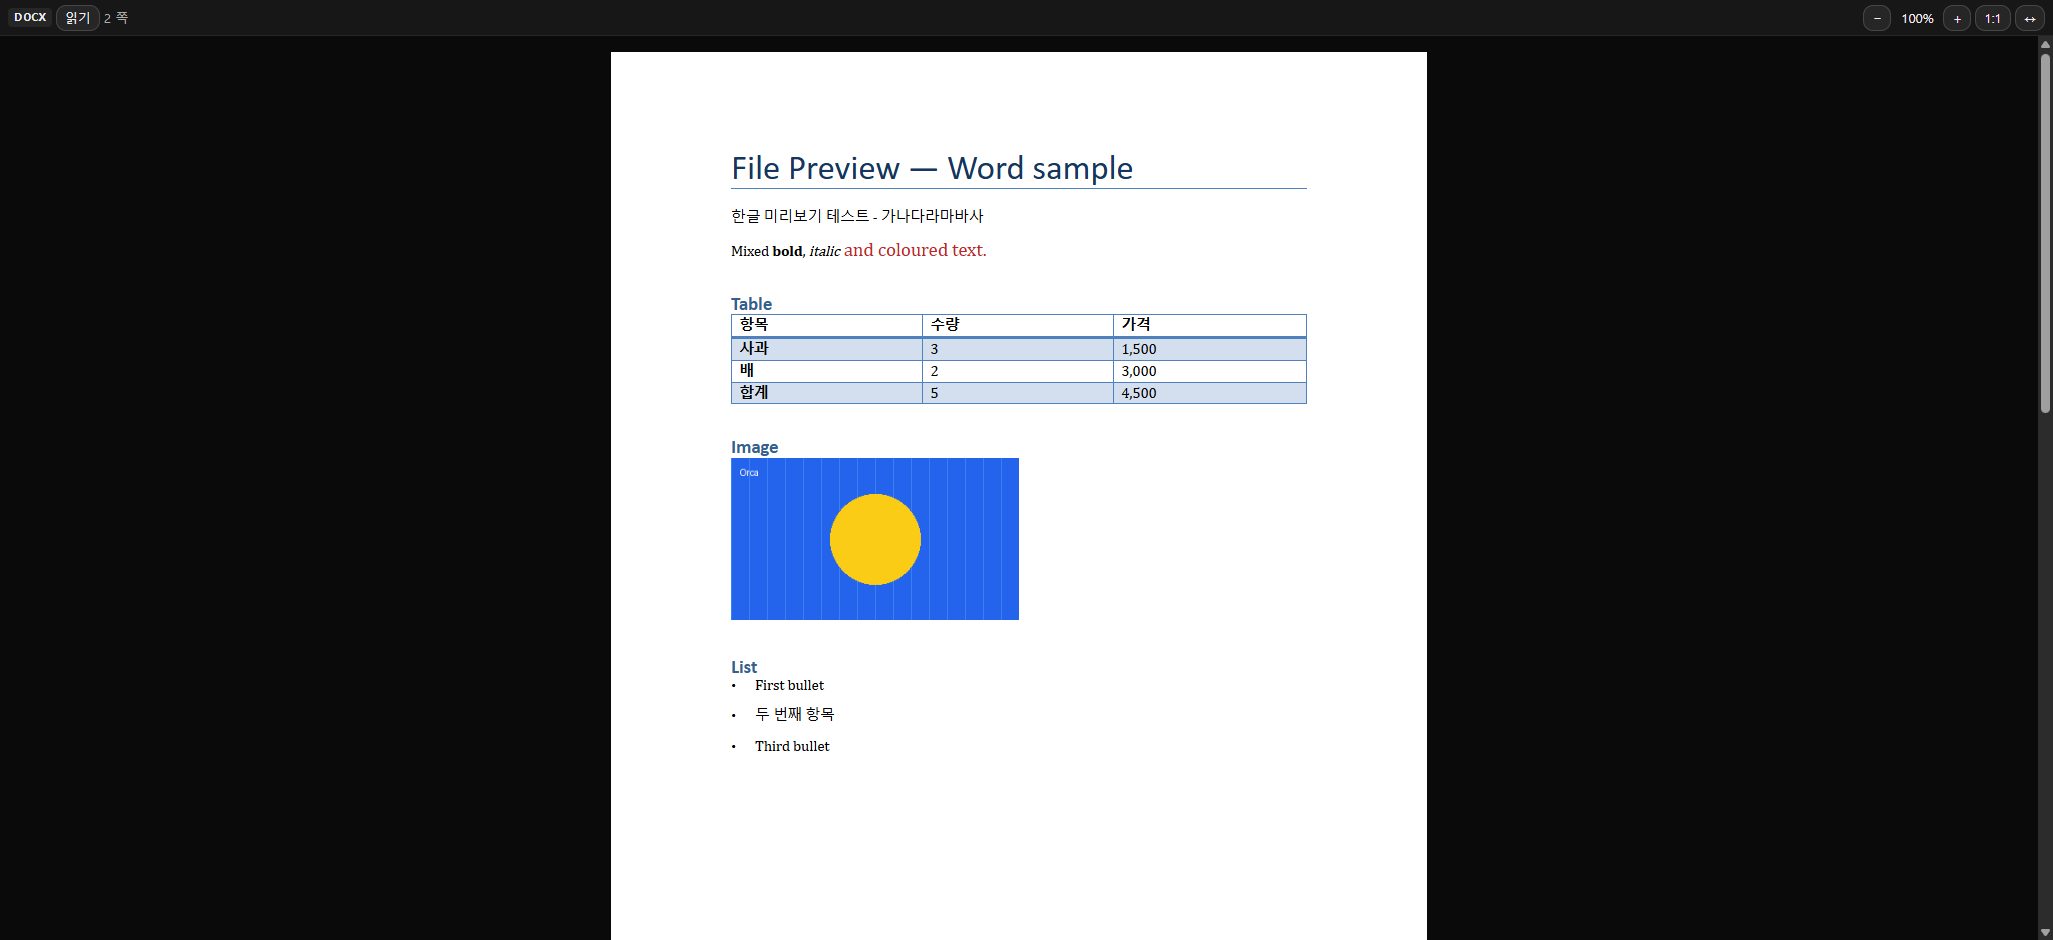 DOCX 읽기 2 쪽 − 100% + 1:1 ↔
File Preview — Word sample
한글 미리보기 테스트 - 가나다라마바사
Mixed bold, italic and coloured text.
Table
항목 수량 가격
사과 3 1,500
배 2 3,000
합계 5 4,500
Image
Orca
List
• First bullet
• 두 번째 항목
• Third bullet